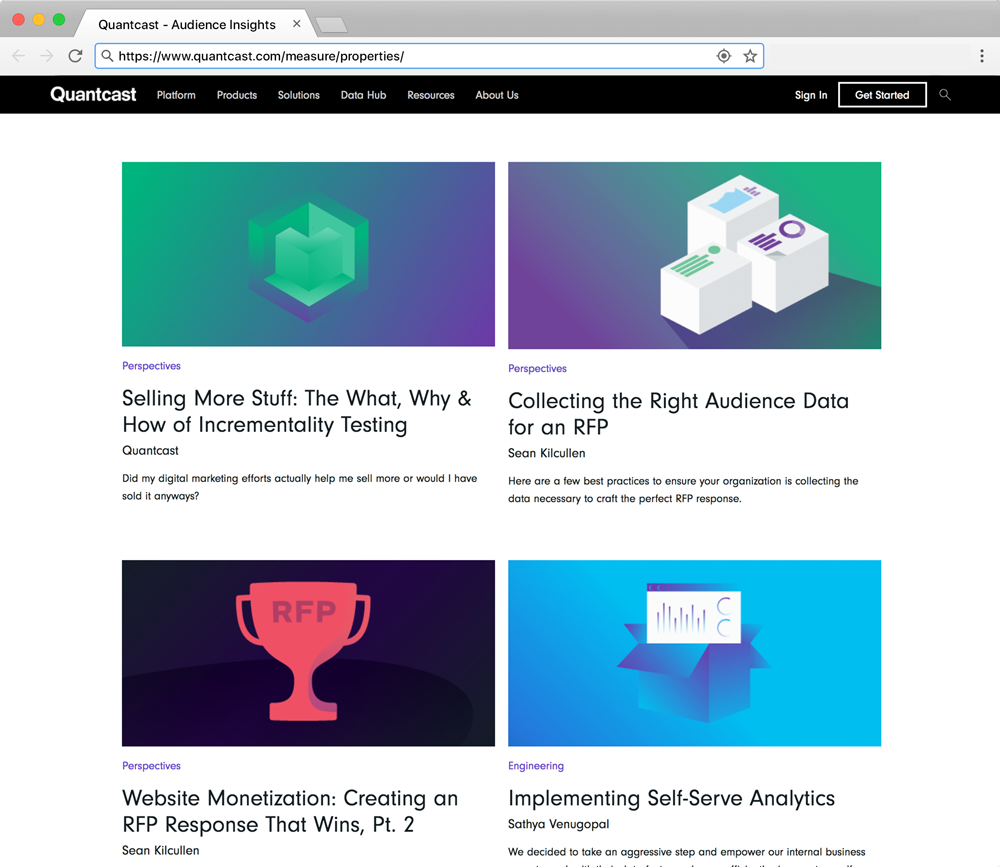 Quantcast - Audience Insights
https://www.quantcast.com/measure/properties/
Quantcast Platform Products Solutions Data Hub Resources About Us Sign In Get Started
Perspectives
Selling More Stuff: The What, Why &
How of Incrementality Testing
Quantcast
Did my digital marketing efforts actually help me sell more or would I have
sold it anyways?
Perspectives
Collecting the Right Audience Data
for an RFP
Sean Kilcullen
Here are a few best practices to ensure your organization is collecting the
data necessary to craft the perfect RFP response.
RFP
Perspectives
Website Monetization: Creating an
RFP Response That Wins, Pt. 2
Sean Kilcullen
Engineering
Implementing Self-Serve Analytics
Sathya Venugopal
We decided to take an aggressive step and empower our internal business